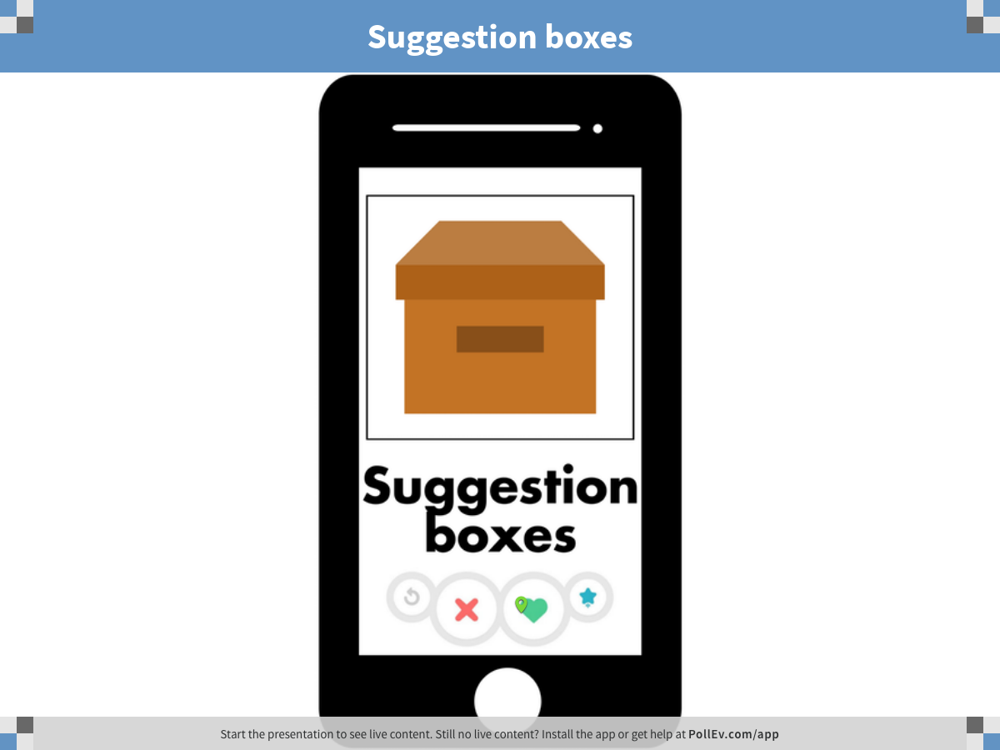 Suggestion boxes
Suggestion
boxes
Start the presentation to see live content. Still no live content? Install the app or get help at PollEv.com/app